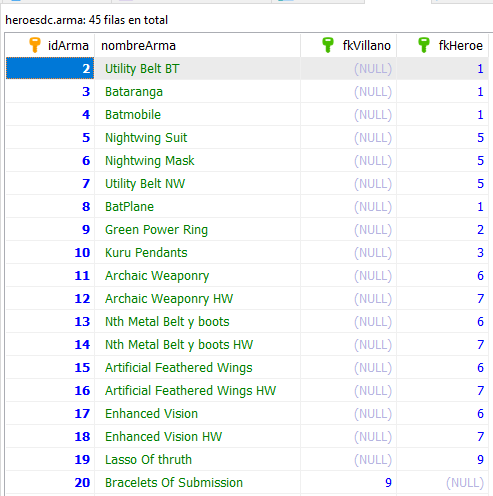 heroesdc.arma: 45 filas en total
idArma nombreArma fkVillano fkHeroe
2 Utility Belt BT (NULL) 1
3 Bataranga (NULL) 1
4 Batmobile (NULL) 1
5 Nightwing Suit (NULL) 5
6 Nightwing Mask (NULL) 5
7 Utility Belt NW (NULL) 5
8 BatPlane (NULL) 1
9 Green Power Ring (NULL) 2
10 Kuru Pendants (NULL) 3
11 Archaic Weaponry (NULL) 6
12 Archaic Weaponry HW (NULL) 7
13 Nth Metal Belt y boots (NULL) 6
14 Nth Metal Belt y boots HW (NULL) 7
15 Artificial Feathered Wings (NULL) 6
16 Artificial Feathered Wings HW (NULL) 7
17 Enhanced Vision (NULL) 6
18 Enhanced Vision HW (NULL) 7
19 Lasso Of thruth (NULL) 9
20 Bracelets Of Submission 9 (NULL)